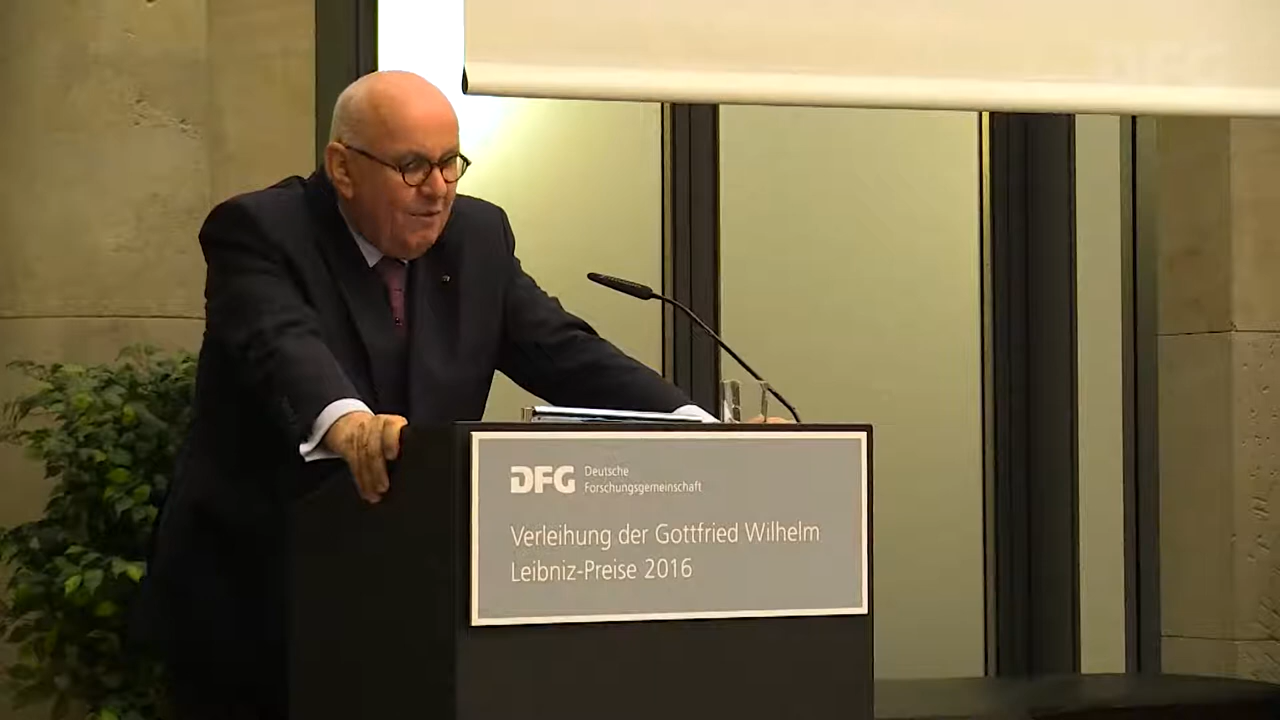 DFG
Deutsche
Forschungsgemeinschaft
Verleihung der Gottfried Wilhelm
Leibniz-Preise 2016